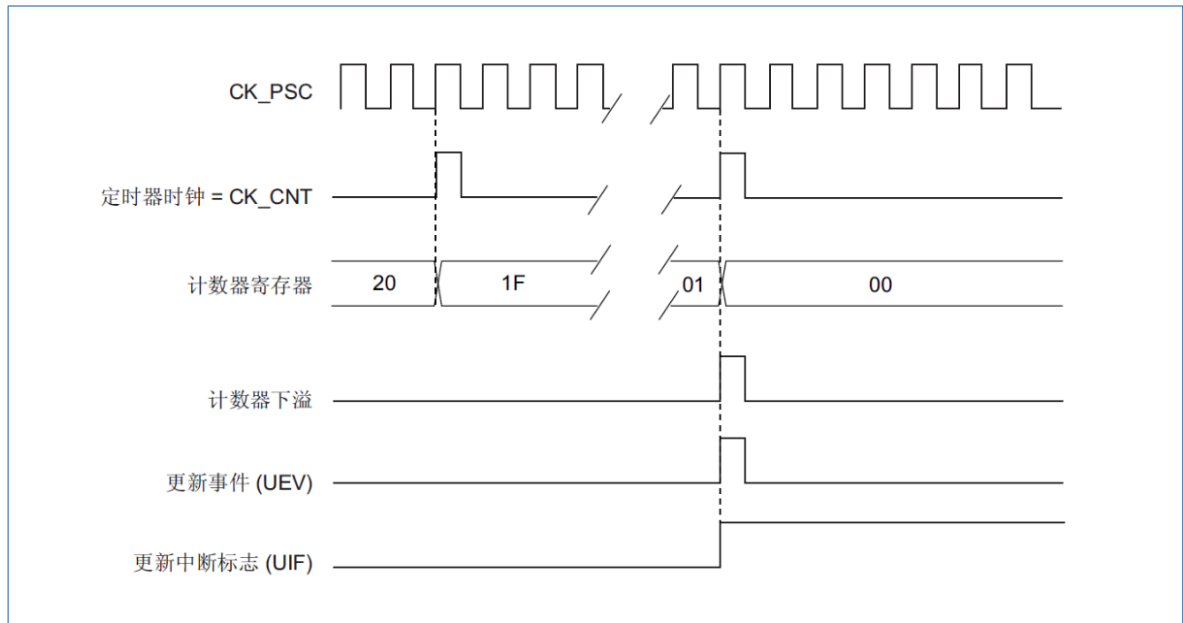 CK_PSC
定时器时钟 = CK_CNT
计数器寄存器 20 1F 01 00
计数器下溢
更新事件 (UEV)
更新中断标志 (UIF)